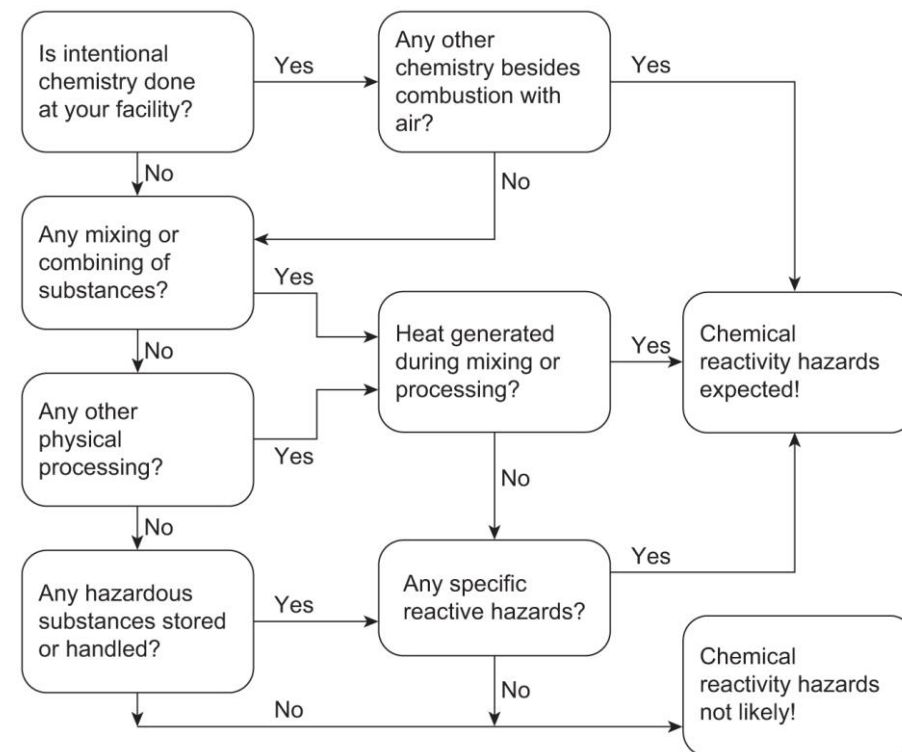 Is intentional
chemistry done
at your facility?
Yes
Any other
chemistry besides
combustion with
air?
Yes
No
No
Any mixing or
combining of
substances?
Yes
Heat generated
during mixing or
processing?
Yes
Chemical
reactivity hazards
expected!
No
Any other
physical
processing?
Yes
No
No
Any hazardous
substances stored
or handled?
Yes
Any specific
reactive hazards?
Yes
No
No
Chemical
reactivity hazards
not likely!